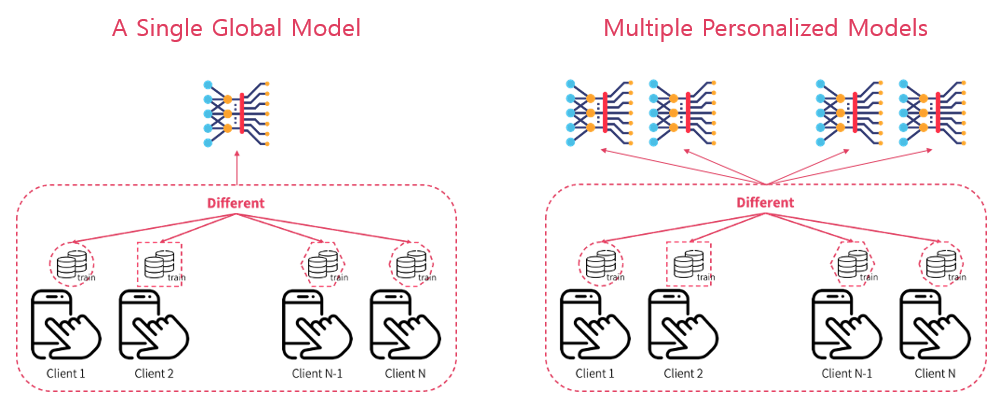 A Single Global Model
Multiple Personalized Models
Different
train
train
train
train
Client 1
Client 2
Client N-1
Client N
Different
train
train
train
train
Client 1
Client 2
Client N-1
Client N